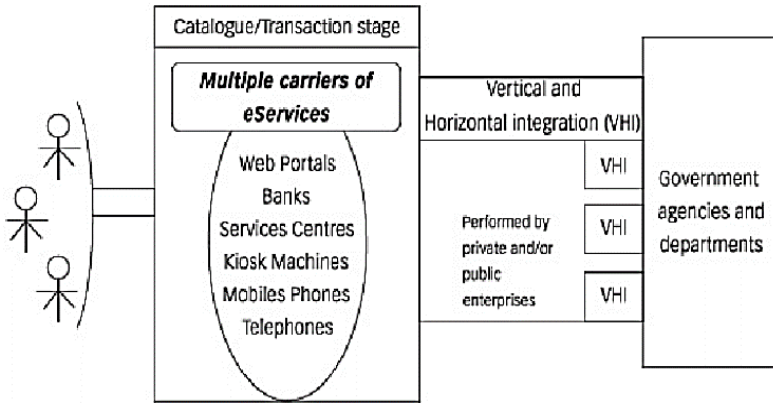 Catalogue/Transaction stage
Multiple carriers of
eServices
Web Portals
Banks
Services Centres
Kiosk Machines
Mobiles Phones
Telephones
Vertical and
Horizontal integration (VHI)
VHI
Performed by
private and/or
public
enterprises
VHI
VHI
Government
agencies and
departments